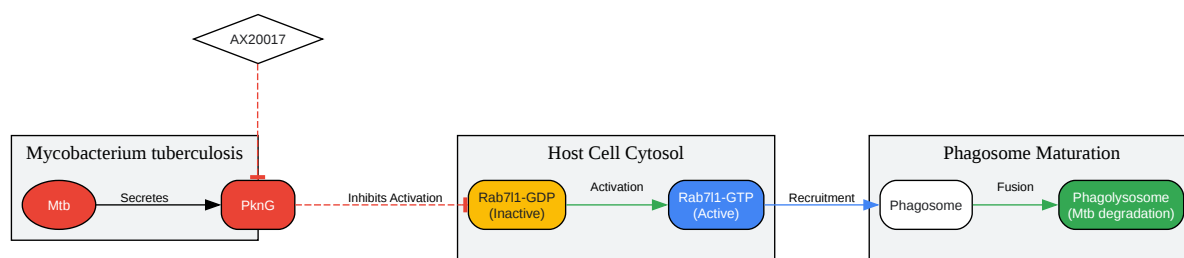 AX20017
Mycobacterium tuberculosis
Mtb
Secretes
PknG
Inhibits Activation
Host Cell Cytosol
Rab7l1-GDP
(Inactive)
Activation
Rab7l1-GTP
(Active)
Recruitment
Phagosome Maturation
Phagosome
Fusion
Phagolysosome
(Mtb degradation)